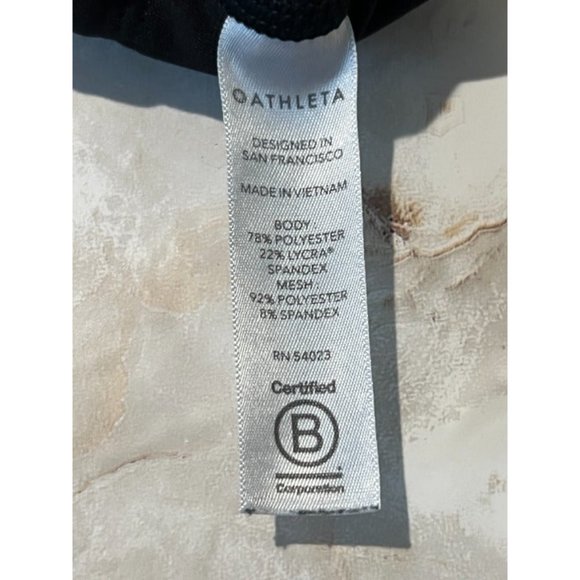 ATHLETA
DESIGNED IN
SAN FRANCISCO
MADE IN VIETNAM
BODY
78% POLYESTER
22% LYCRA®
SPANDEX
MESH
92% POLYESTER
8% SPANDEX
RN 54023
Certified
B
Corporation